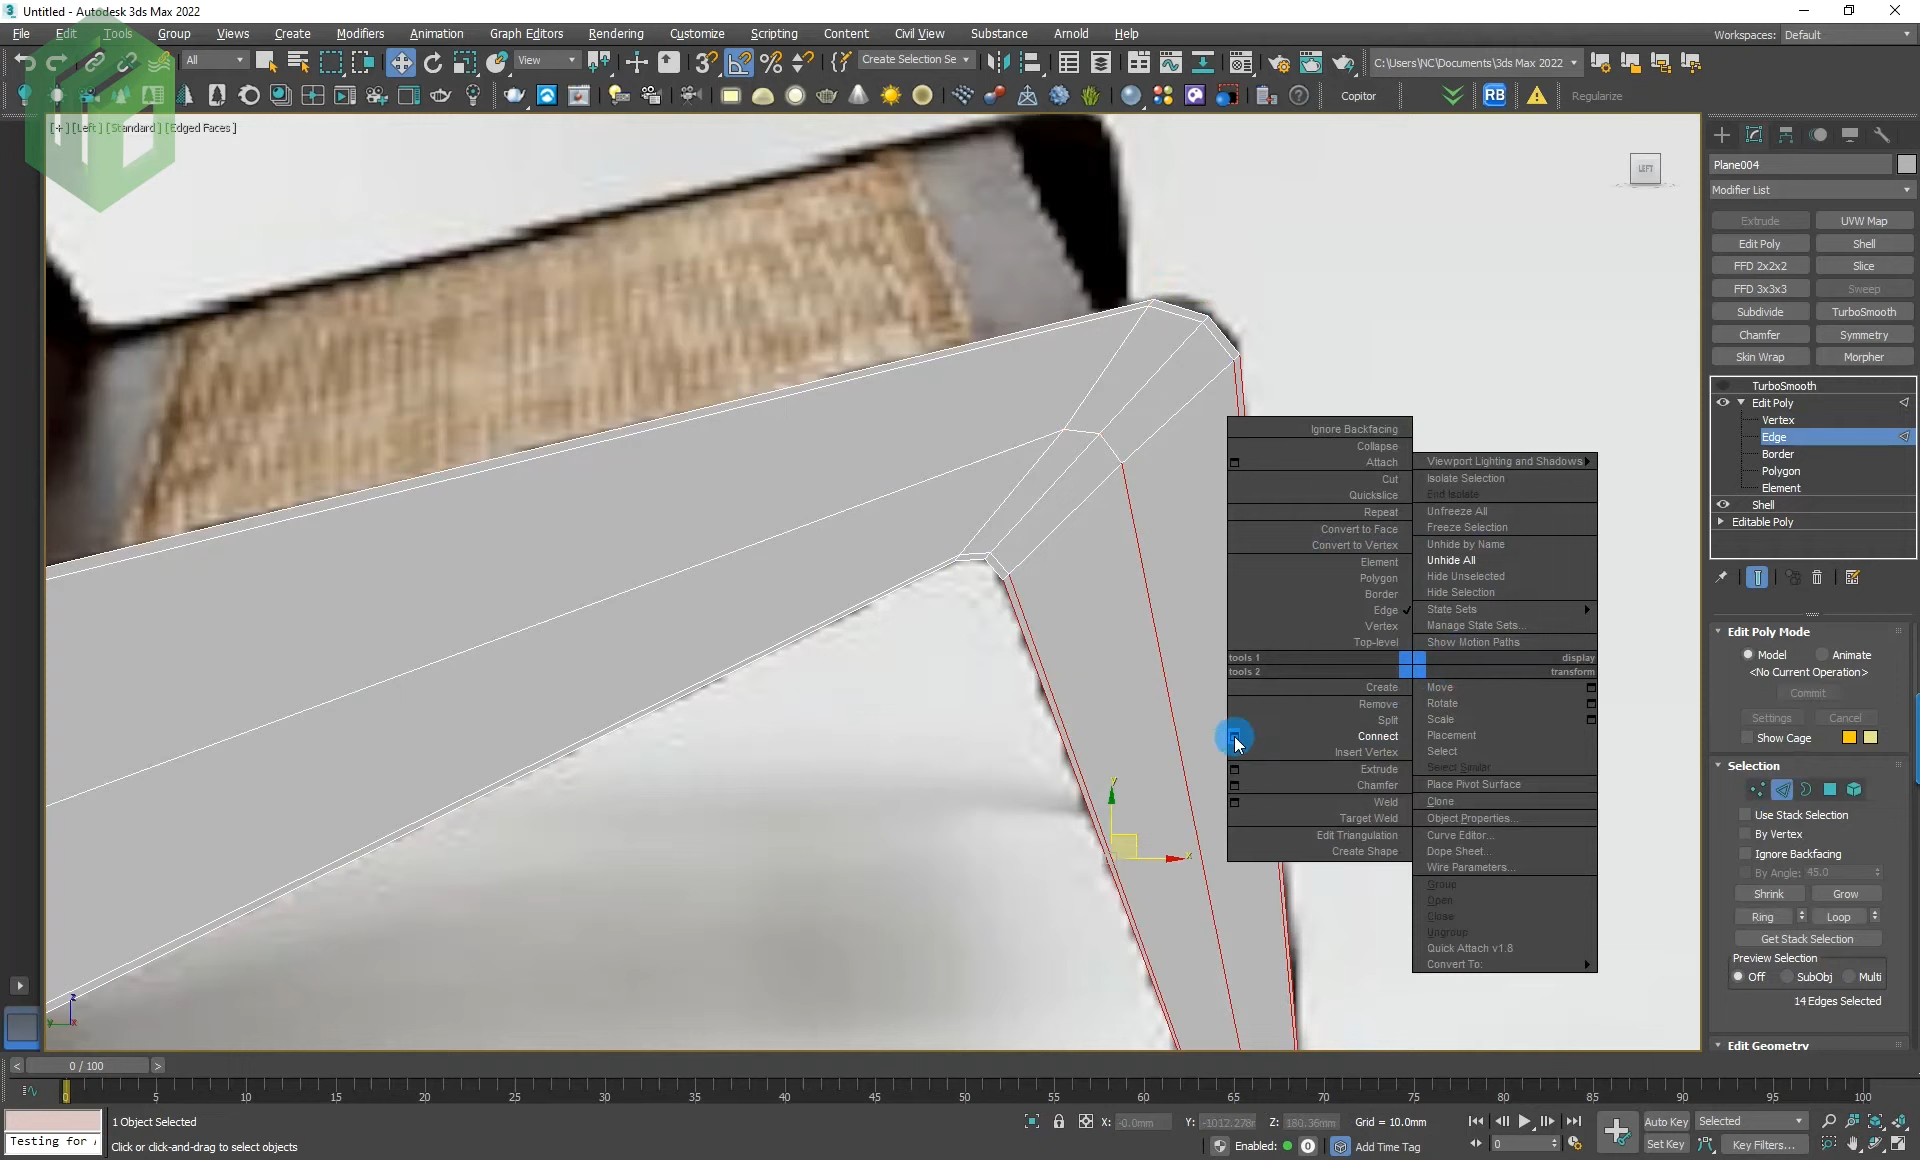 Untitled - Autodesk 3ds Max 2022
File Edit Tools Group Views Create Modifiers Animation Graph Editors Rendering Customize Scripting Content Civil View Substance Arnold Help
Workspaces: Default
All
View
Create Selection Se
C:\Users\NC\Documents\3ds Max 2022
Copitor
RB
Regularize
[+] [Left] [Standard] [Edged Faces]
LEFT
Plane004
Modifier List
Extrude UVW Map
Edit Poly Shell
FFD 2x2x2 Slice
FFD 3x3x3 Sweep
Subdivide TurboSmooth
Chamfer Symmetry
Skin Wrap Morpher
TurboSmooth
Edit Poly
Vertex
Edge
Border
Polygon
Element
Shell
Editable Poly
Ignore Backfacing
Collapse
Attach
Cut
Quickslice
Repeat
Convert to Face
Convert to Vertex
Element
Polygon
Border
Edge
Vertex
Top-level
tools 1
tools 2
Create
Remove
Split
Connect
Insert Vertex
Extrude
Chamfer
Weld
Target Weld
Edit Triangulation
Create Shape
Viewport Lighting and Shadows
Isolate Selection
End Isolate
Unfreeze All
Freeze Selection
Unhide by Name
Unhide All
Hide Unselected
Hide Selection
State Sets
Manage State Sets...
Show Motion Paths
display
transform
Move
Rotate
Scale
Placement
Select
Select Similar
Place Pivot Surface
Clone
Object Properties...
Curve Editor...
Dope Sheet...
Wire Parameters...
Group
Open
Close
Ungroup
Quick Attach v1.8
Convert To:
Edit Poly Mode
Model Animate
<No Current Operation>
Commit
Settings Cancel
Show Cage
Selection
Use Stack Selection
By Vertex
Ignore Backfacing
By Angle: 45.0
Shrink Grow
Ring Loop
Get Stack Selection
Preview Selection
Off SubObj Multi
14 Edges Selected
Edit Geometry
y
x
z
y
x
< 0 / 100 >
0 5 10 15 20 25 30 35 40 45 50 55 60 65 70 75 80 85 90 95 100
1 Object Selected
Testing for
Click or click-and-drag to select objects
X: -0.0mm Y: -1012.278m Z: 180.36mm Grid = 10.0mm
Enabled: 0 Add Time Tag
0
Auto Key Selected
Set Key Key Filters...